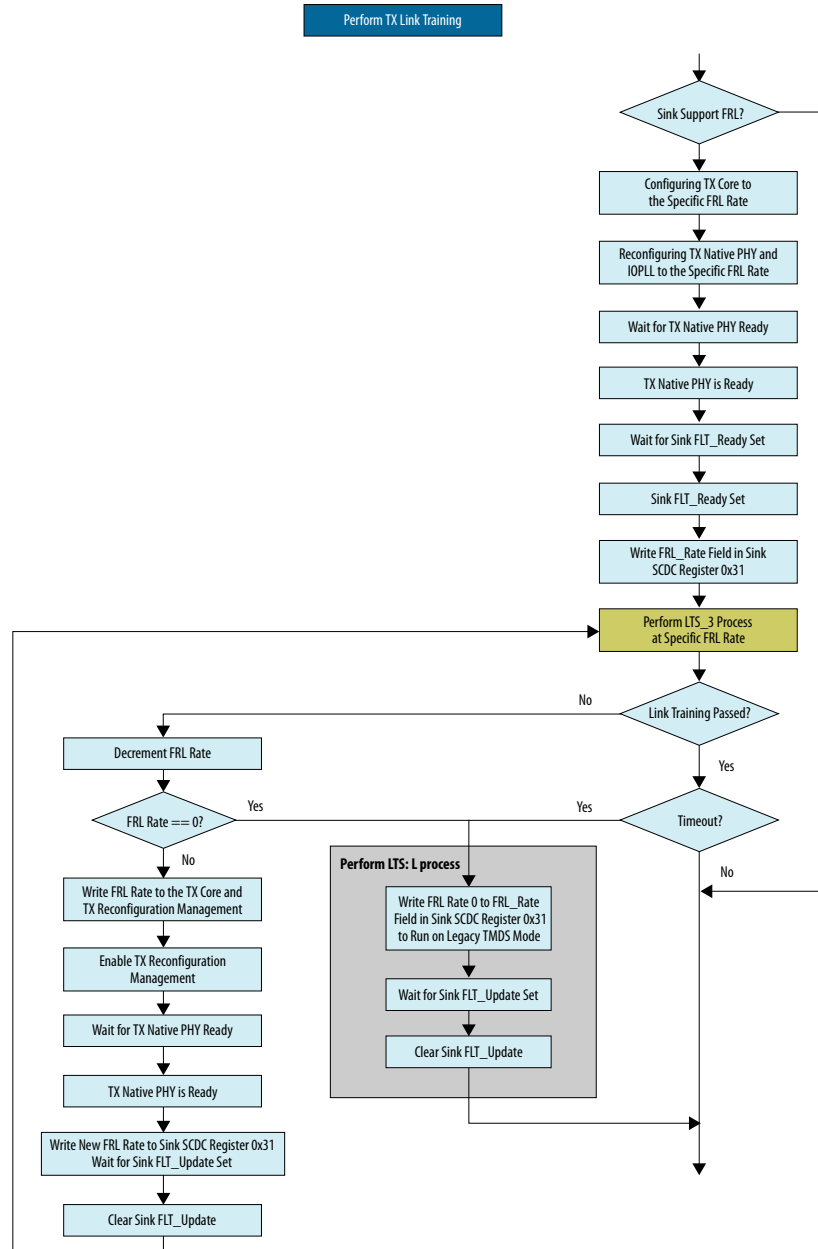 Perform TX Link Training
Sink Support FRL?
Configuring TX Core to
the Specific FRL Rate
Reconfiguring TX Native PHY and
IOPLL to the Specific FRL Rate
Wait for TX Native PHY Ready
TX Native PHY is Ready
Wait for Sink FLT_Ready Set
Sink FLT_Ready Set
Write FRL_Rate Field in Sink
SCDC Register 0x31
Perform LTS_3 Process
at Specific FRL Rate
Link Training Passed?
No
Yes
Decrement FRL Rate
FRL Rate == 0?
Yes
No
Timeout?
Yes
No
Write FRL Rate to the TX Core and
TX Reconfiguration Management
Enable TX Reconfiguration
Management
Wait for TX Native PHY Ready
TX Native PHY is Ready
Write New FRL Rate to Sink SCDC Register 0x31
Wait for Sink FLT_Update Set
Clear Sink FLT_Update
Perform LTS: L process
Write FRL Rate 0 to FRL_Rate
Field in Sink SCDC Register 0x31
to Run on Legacy TMDS Mode
Wait for Sink FLT_Update Set
Clear Sink FLT_Update